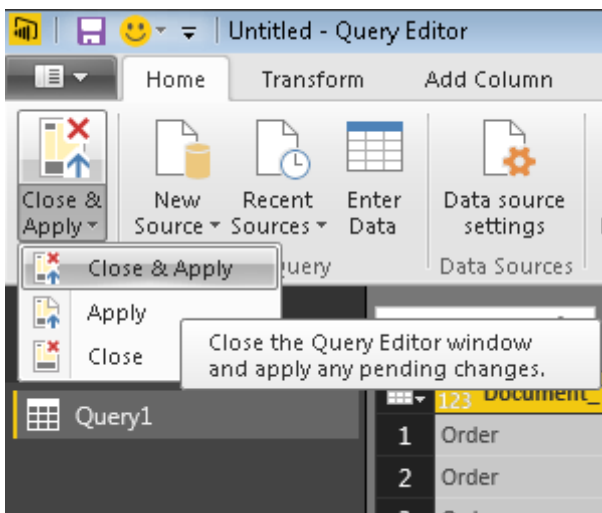 Untitled - Query Editor
Home Transform Add Column
Close & Apply
New Source
Recent Sources
Enter Data
Data source settings
Close & Apply
uery
Data Sources
Apply
Close
Close the Query Editor window
and apply any pending changes.
Query1
123 Document_
1 Order
2 Order